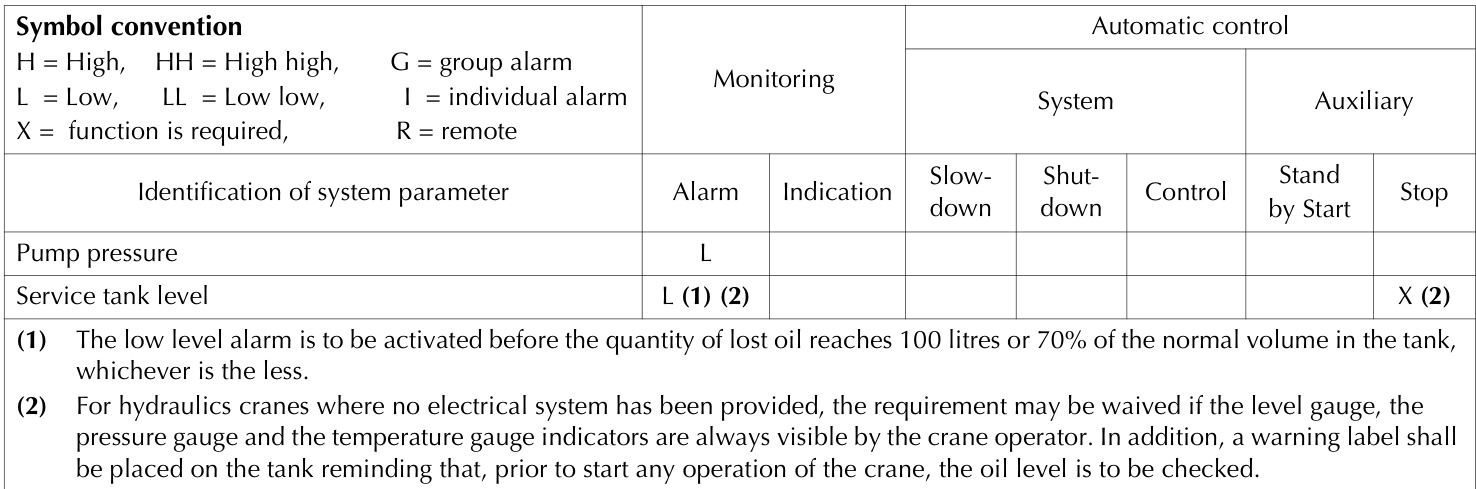 Symbol convention
H = High, HH = High high, G = group alarm
L = Low, LL = Low low, I = individual alarm
X = function is required, R = remote
Monitoring
Automatic control
System
Auxiliary
Identification of system parameter
Alarm
Indication
Slow-
down
Shut-
down
Control
Stand
by Start
Stop
Pump pressure L
Service tank level L (1) (2) X (2)
(1) The low level alarm is to be activated before the quantity of lost oil reaches 100 litres or 70% of the normal volume in the tank,
whichever is the less.
(2) For hydraulics cranes where no electrical system has been provided, the requirement may be waived if the level gauge, the
pressure gauge and the temperature gauge indicators are always visible by the crane operator. In addition, a warning label shall
be placed on the tank reminding that, prior to start any operation of the crane, the oil level is to be checked.